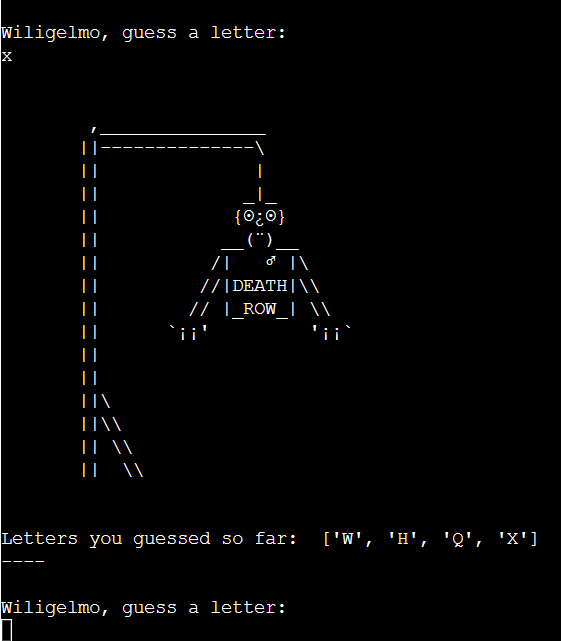 Wiligelmo, guess a letter:
x
        ,_______________
       ||--------------\
       ||              |
       ||             _|_
       ||            {ʘ¿ʘ}
       ||           __(¨)__
       ||          /|   ♂ |\
       ||         //|DEATH|\\
       ||        // |_ROW_| \\
       ||      `¡¡'         '¡¡`
       ||
       ||
       ||\
       ||\\
       || \\
       ||  \\
Letters you guessed so far:  ['W', 'H', 'Q', 'X']
----
Wiligelmo, guess a letter: